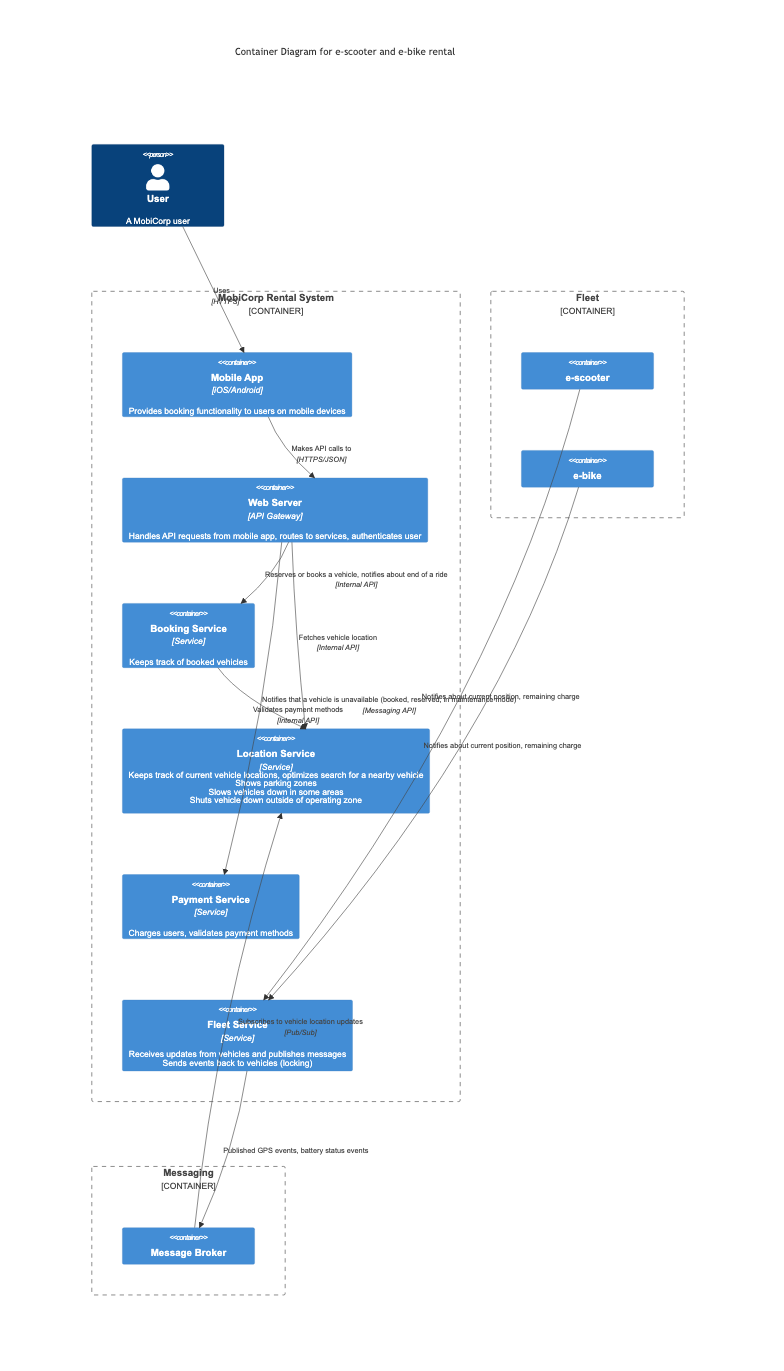 Container Diagram for e-scooter and e-bike rental
<<person>>
User
A MobiCorp user
Uses
[HTTPS]
MobiCorp Rental System
[CONTAINER]
Fleet
[CONTAINER]
<<container>>
Mobile App
[iOS/Android]
Provides booking functionality to users on mobile devices
<<container>>
e-scooter
Makes API calls to
[HTTPS/JSON]
<<container>>
e-bike
<<container>>
Web Server
[API Gateway]
Handles API requests from mobile app, routes to services, authenticates user
Reserves or books a vehicle, notifies about end of a ride
[Internal API]
<<container>>
Booking Service
[Service]
Keeps track of booked vehicles
Fetches vehicle location
[Internal API]
Notifies that a vehicle is unavailable (booked, reserved, in maintenance mode)
[Messaging API]
Notifies about current position, remaining charge
Validates payment methods
[Internal API]
Notifies about current position, remaining charge
<<container>>
Location Service
[Service]
Keeps track of current vehicle locations, optimizes search for a nearby vehicle
Shows parking zones
Slows vehicles down in some areas
Shuts vehicle down outside of operating zone
<<container>>
Payment Service
[Service]
Charges users, validates payment methods
<<container>>
Fleet Service
[Service]
Receives updates from vehicles and publishes messages
Sends events back to vehicles (locking)
Subscribes to vehicle location updates
[Pub/Sub]
Published GPS events, battery status events
Messaging
[CONTAINER]
<<container>>
Message Broker